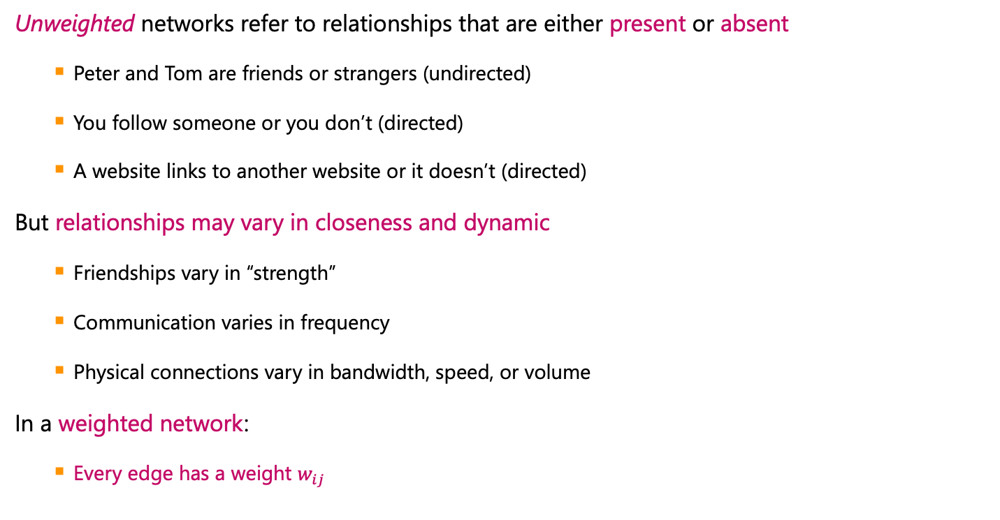 Unweighted networks refer to relationships that are either present or absent
▪ Peter and Tom are friends or strangers (undirected)
▪ You follow someone or you don’t (directed)
▪ A website links to another website or it doesn’t (directed)
But relationships may vary in closeness and dynamic
▪ Friendships vary in “strength”
▪ Communication varies in frequency
▪ Physical connections vary in bandwidth, speed, or volume
In a weighted network:
▪ Every edge has a weight wᵢⱼ